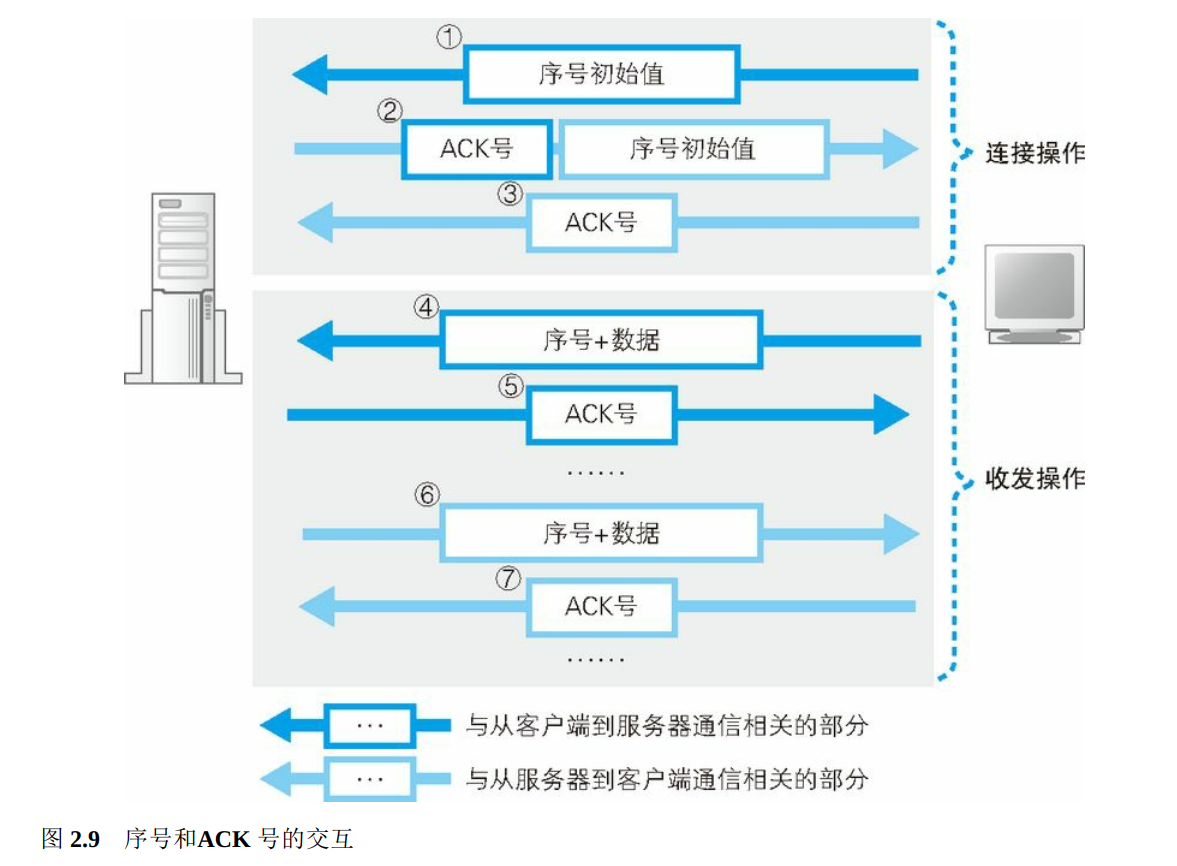 ①
序号初始值
②
ACK号 序号初始值
连接操作
③
ACK号
④
序号+数据
⑤
ACK号
……
收发操作
⑥
序号+数据
⑦
ACK号
……
… 与从客户端到服务器通信相关的部分
… 与从服务器到客户端通信相关的部分
图 2.9 序号和ACK 号的交互